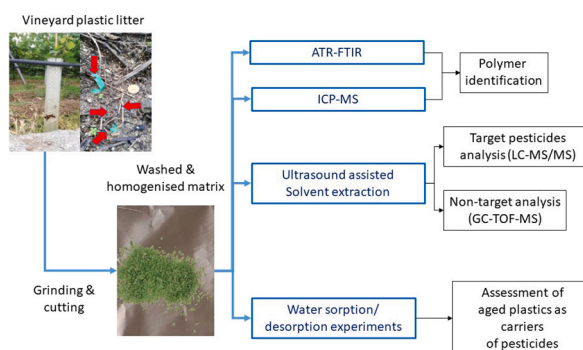 Vineyard plastic litter
ATR-FTIR
Polymer
identification
ICP-MS
Washed &
homogenised matrix
Ultrasound assisted
Solvent extraction
Target pesticides
analysis (LC-MS/MS)
Non-target analysis
(GC-TOF-MS)
Grinding &
cutting
Water sorption/
desorption experiments
Assessment of
aged plastics as
carriers
of pesticides